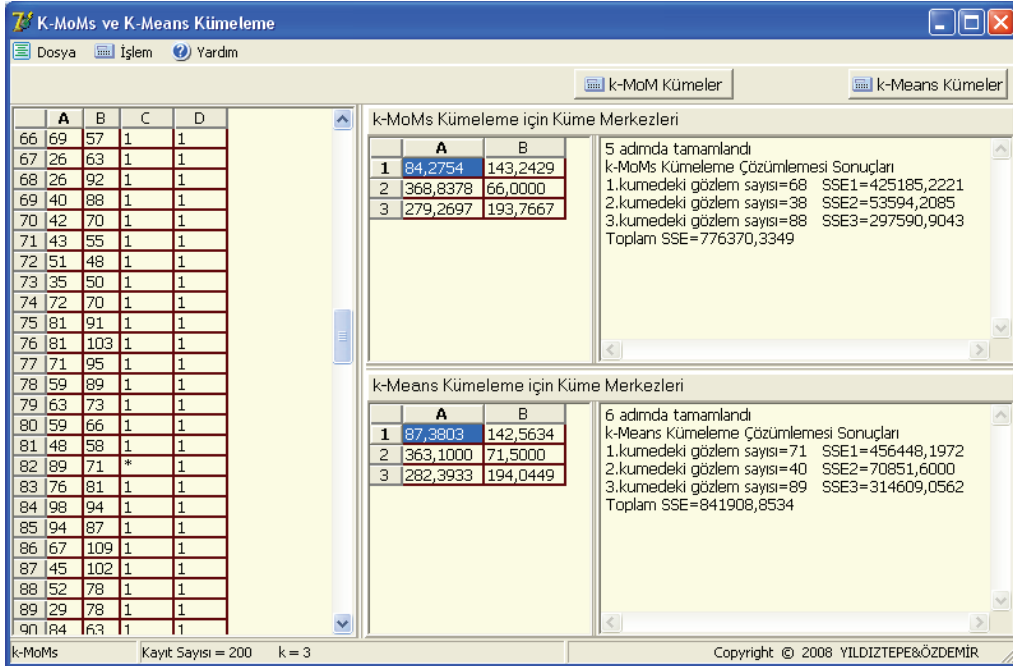 K-MoMs ve K-Means Kümeleme
Dosya İşlem Yardım
k-MoM Kümeler k-Means Kümeler
A B C D
66 69 57 1 1
67 26 63 1 1
68 26 92 1 1
69 40 88 1 1
70 42 70 1 1
71 43 55 1 1
72 51 48 1 1
73 35 50 1 1
74 72 70 1 1
75 81 91 1 1
76 81 103 1 1
77 71 95 1 1
78 59 89 1 1
79 63 73 1 1
80 59 66 1 1
81 48 58 1 1
82 89 71 * 1
83 76 81 1 1
84 98 94 1 1
85 94 87 1 1
86 67 109 1 1
87 45 102 1 1
88 52 78 1 1
89 29 78 1 1
90 84 63 1 1
k-MoMs Kümeleme için Küme Merkezleri
A B
1 84,2754 143,2429
2 368,8378 66,0000
3 279,2697 193,7667
5 adımda tamamlandı
k-MoMs Kümeleme Çözümlemesi Sonuçları
1.kumedeki gözlem sayısı=68 SSE1=425185,2221
2.kumedeki gözlem sayısı=38 SSE2=53594,2085
3.kumedeki gözlem sayısı=88 SSE3=297590,9043
Toplam SSE=776370,3349
k-Means Kümeleme için Küme Merkezleri
A B
1 87,3803 142,5634
2 363,1000 71,5000
3 282,3933 194,0449
6 adımda tamamlandı
k-Means Kümeleme Çözümlemesi Sonuçları
1.kumedeki gözlem sayısı=71 SSE1=456448,1972
2.kumedeki gözlem sayısı=40 SSE2=70851,6000
3.kumedeki gözlem sayısı=89 SSE3=314609,0562
Toplam SSE=841908,8534
k-MoMs Kayıt Sayısı = 200 k = 3 Copyright © 2008 YILDIZTEPE&ÖZDEMİR